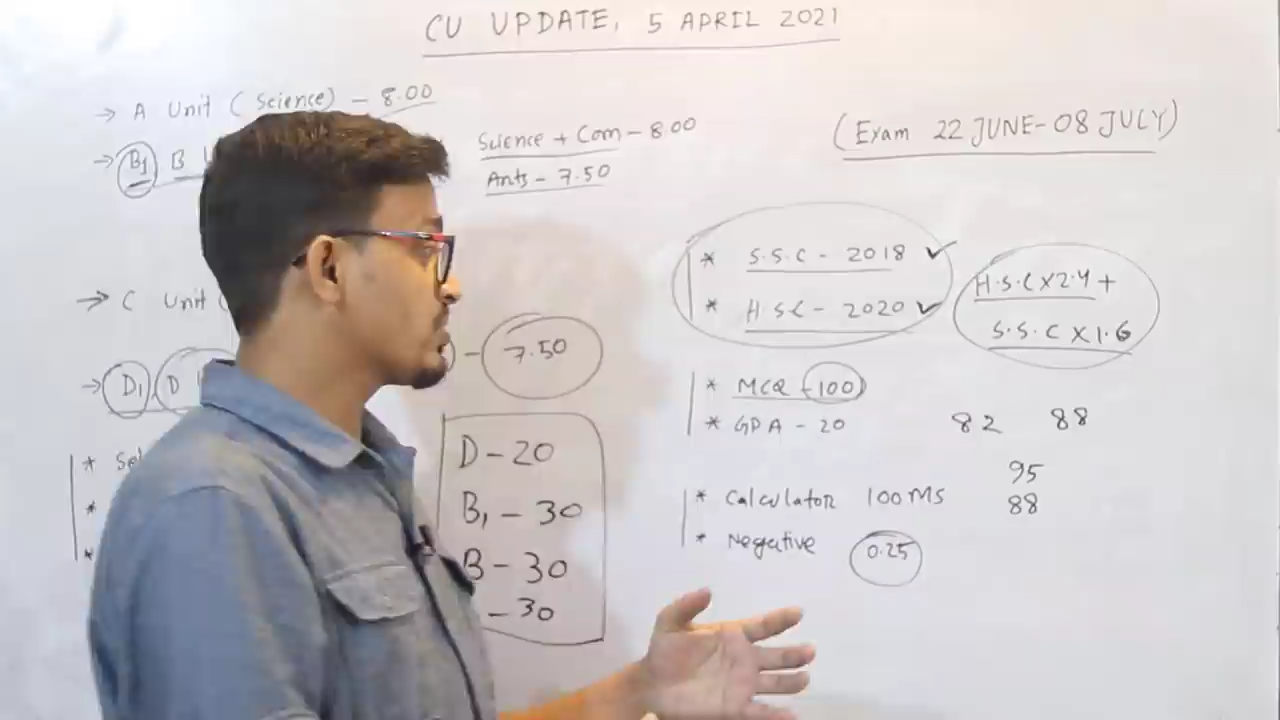 CU UPDATE, 5 APRIL 2021
→ A Unit (Science) - 8.00
→ B1 B
Science + Com - 8.00
Arts - 7.50
(Exam 22 JUNE - 08 JULY)
* S.S.C - 2018 ✓
* H.S.C - 2020 ✓
H.S.C X 2.4 +
S.S.C X 1.6
→ C Unit (
) - 7.50
→ D1, D
* MCQ - 100
* GPA - 20
82 88
95
88
* Sel
*
*
D - 20
B1 - 30
B - 30
- 30
* Calculator 100 MS
* Negative 0.25